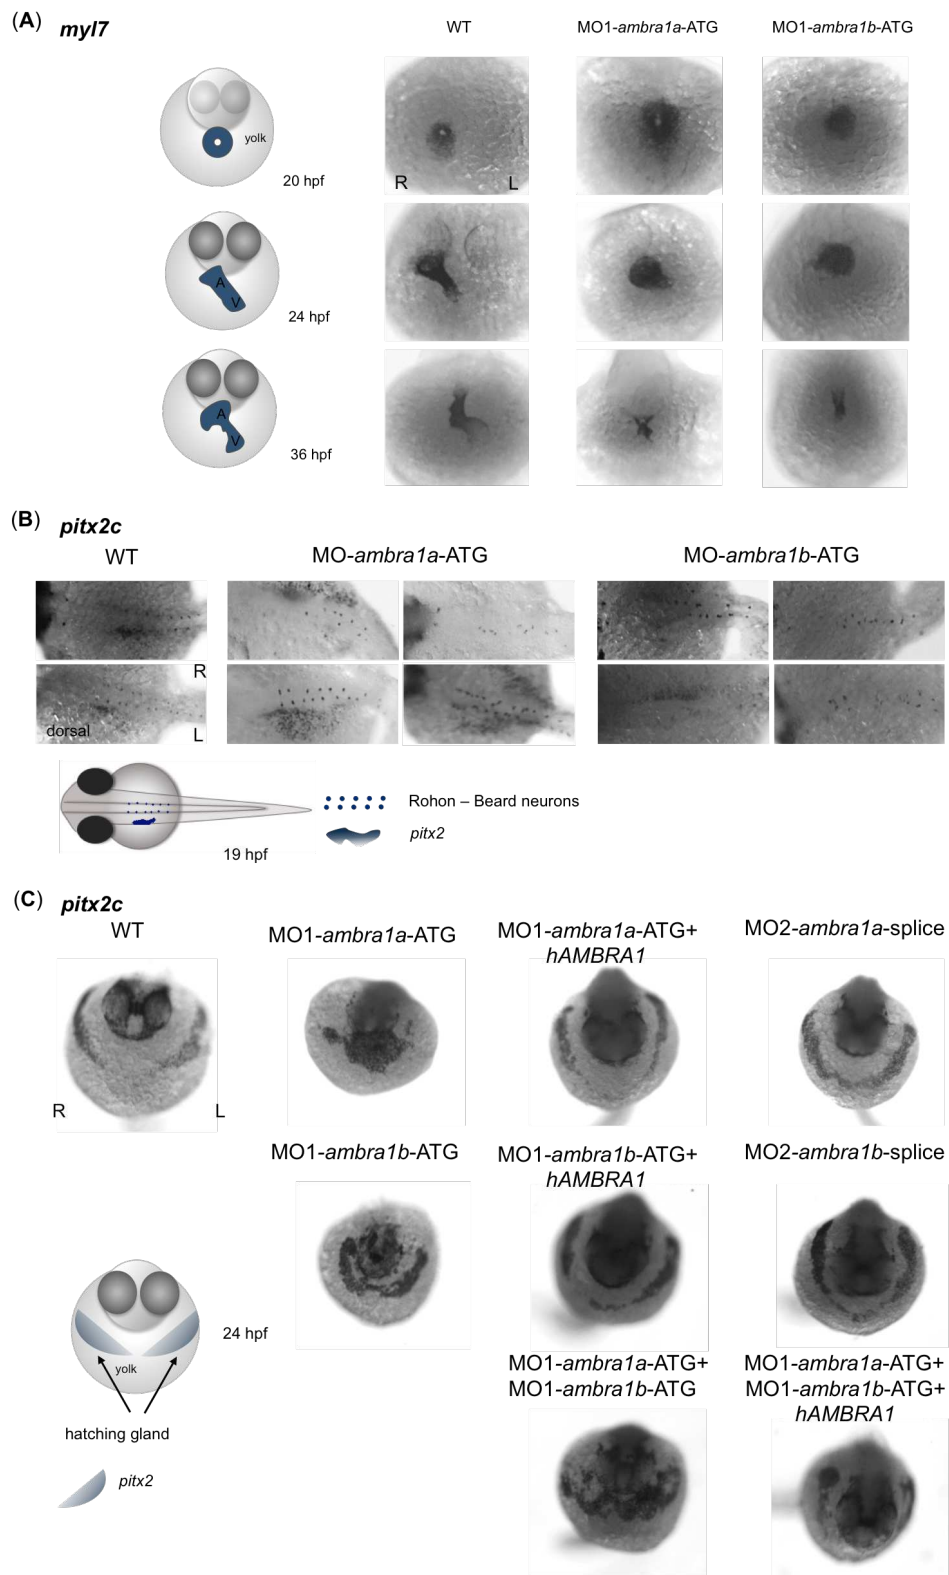 (A) myl7
WT MO1-ambra1a-ATG MO1-ambra1b-ATG
yolk
20 hpf
R L
A
V
24 hpf
A
V
36 hpf
(B) pitx2c
WT MO-ambra1a-ATG MO-ambra1b-ATG
R
dorsal L
Rohon – Beard neurons
pitx2
19 hpf
(C) pitx2c
WT
MO1-ambra1a-ATG
MO1-ambra1a-ATG+
hAMBRA1
MO2-ambra1a-splice
R L
MO1-ambra1b-ATG
MO1-ambra1b-ATG+
hAMBRA1
MO2-ambra1b-splice
24 hpf
yolk
hatching gland
pitx2
MO1-ambra1a-ATG+
MO1-ambra1b-ATG
MO1-ambra1a-ATG+
MO1-ambra1b-ATG+
hAMBRA1